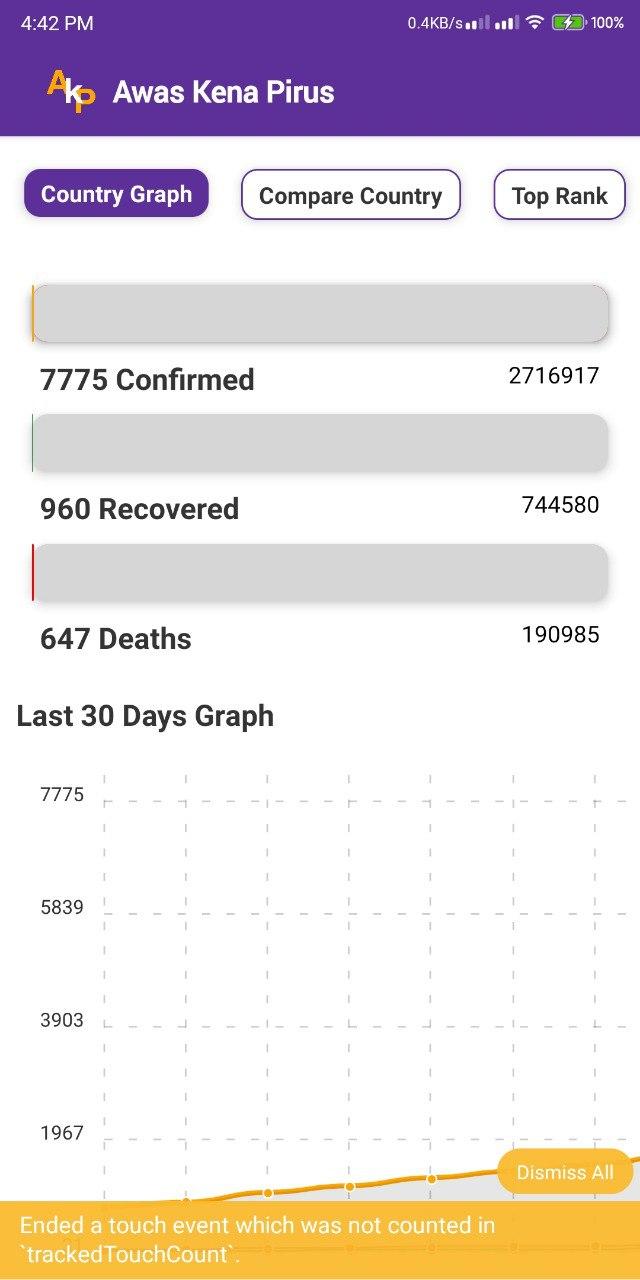 4:42 PM
0.4KB/s
100%
AkP
Awas Kena Pirus
Country Graph
Compare Country
Top Rank
7775 Confirmed
2716917
960 Recovered
744580
647 Deaths
190985
Last 30 Days Graph
7775
5839
3903
1967
Dismiss All
Ended a touch event which was not counted in
`trackedTouchCount`.